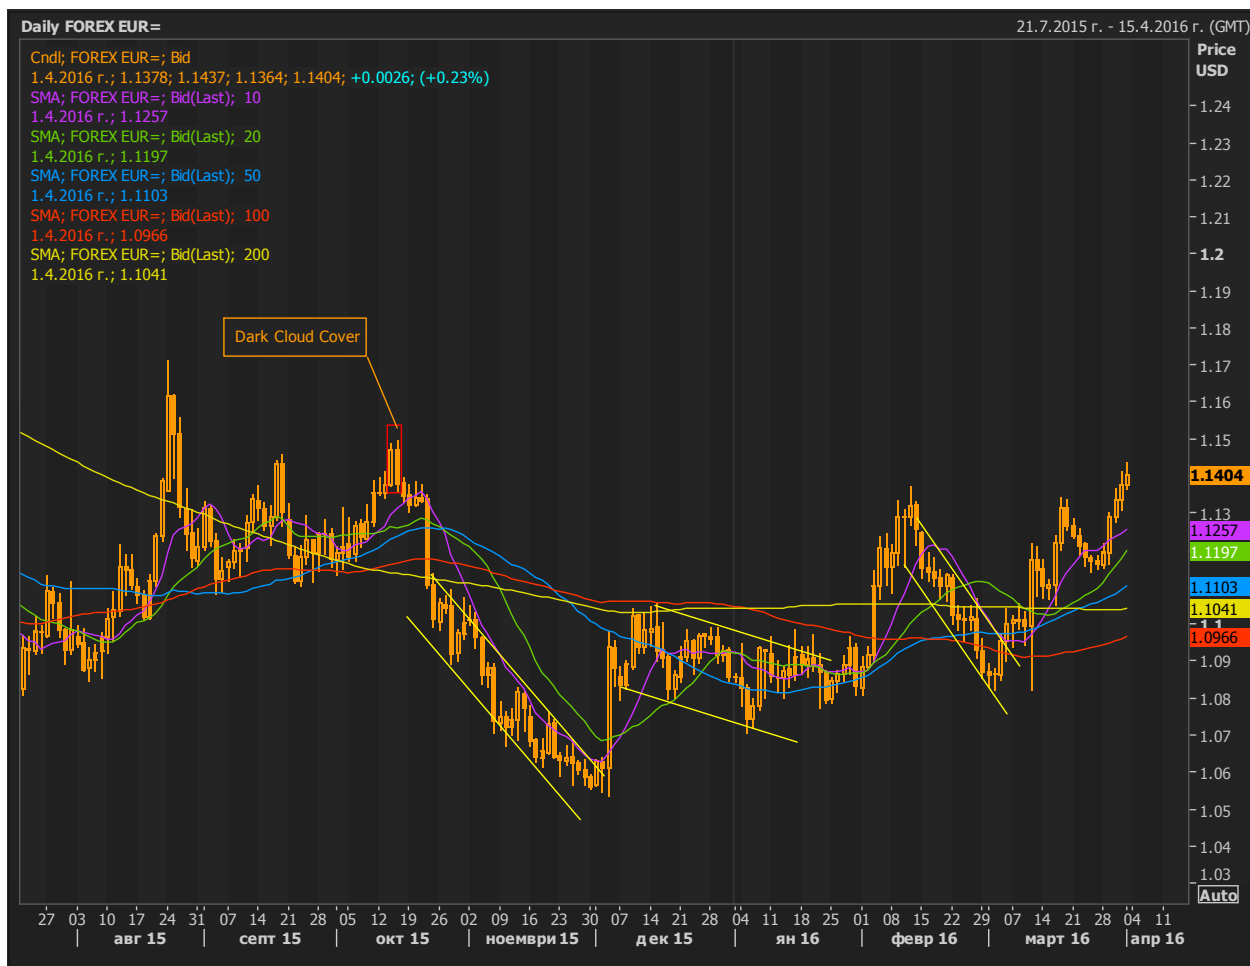 Daily FOREX EUR=
21.7.2015 г. - 15.4.2016 г. (GMT)
Price
USD
Cndl; FOREX EUR=; Bid
1.4.2016 г.; 1.1378; 1.1437; 1.1364; 1.1404; +0.0026; (+0.23%)
SMA; FOREX EUR=; Bid(Last); 10
1.4.2016 г.; 1.1257
SMA; FOREX EUR=; Bid(Last); 20
1.4.2016 г.; 1.1197
SMA; FOREX EUR=; Bid(Last); 50
1.4.2016 г.; 1.1103
SMA; FOREX EUR=; Bid(Last); 100
1.4.2016 г.; 1.0966
SMA; FOREX EUR=; Bid(Last); 200
1.4.2016 г.; 1.1041
Dark Cloud Cover
1.24
1.23
1.22
1.21
1.2
1.19
1.18
1.17
1.16
1.15
1.1404
1.13
1.1257
1.1197
1.1103
1.1041
1.1
1.0966
1.09
1.08
1.07
1.06
1.05
1.04
1.03
Auto
27 03 10 17 24 31 07 14 21 28 05 12 19 26 02 09 16 23 30 07 14 21 28 04 11 18 25 01 08 15 22 29 07 14 21 28 04 11
авг 15 септ 15 окт 15 ноември 15 дек 15 ян 16 февр 16 март 16 апр 16